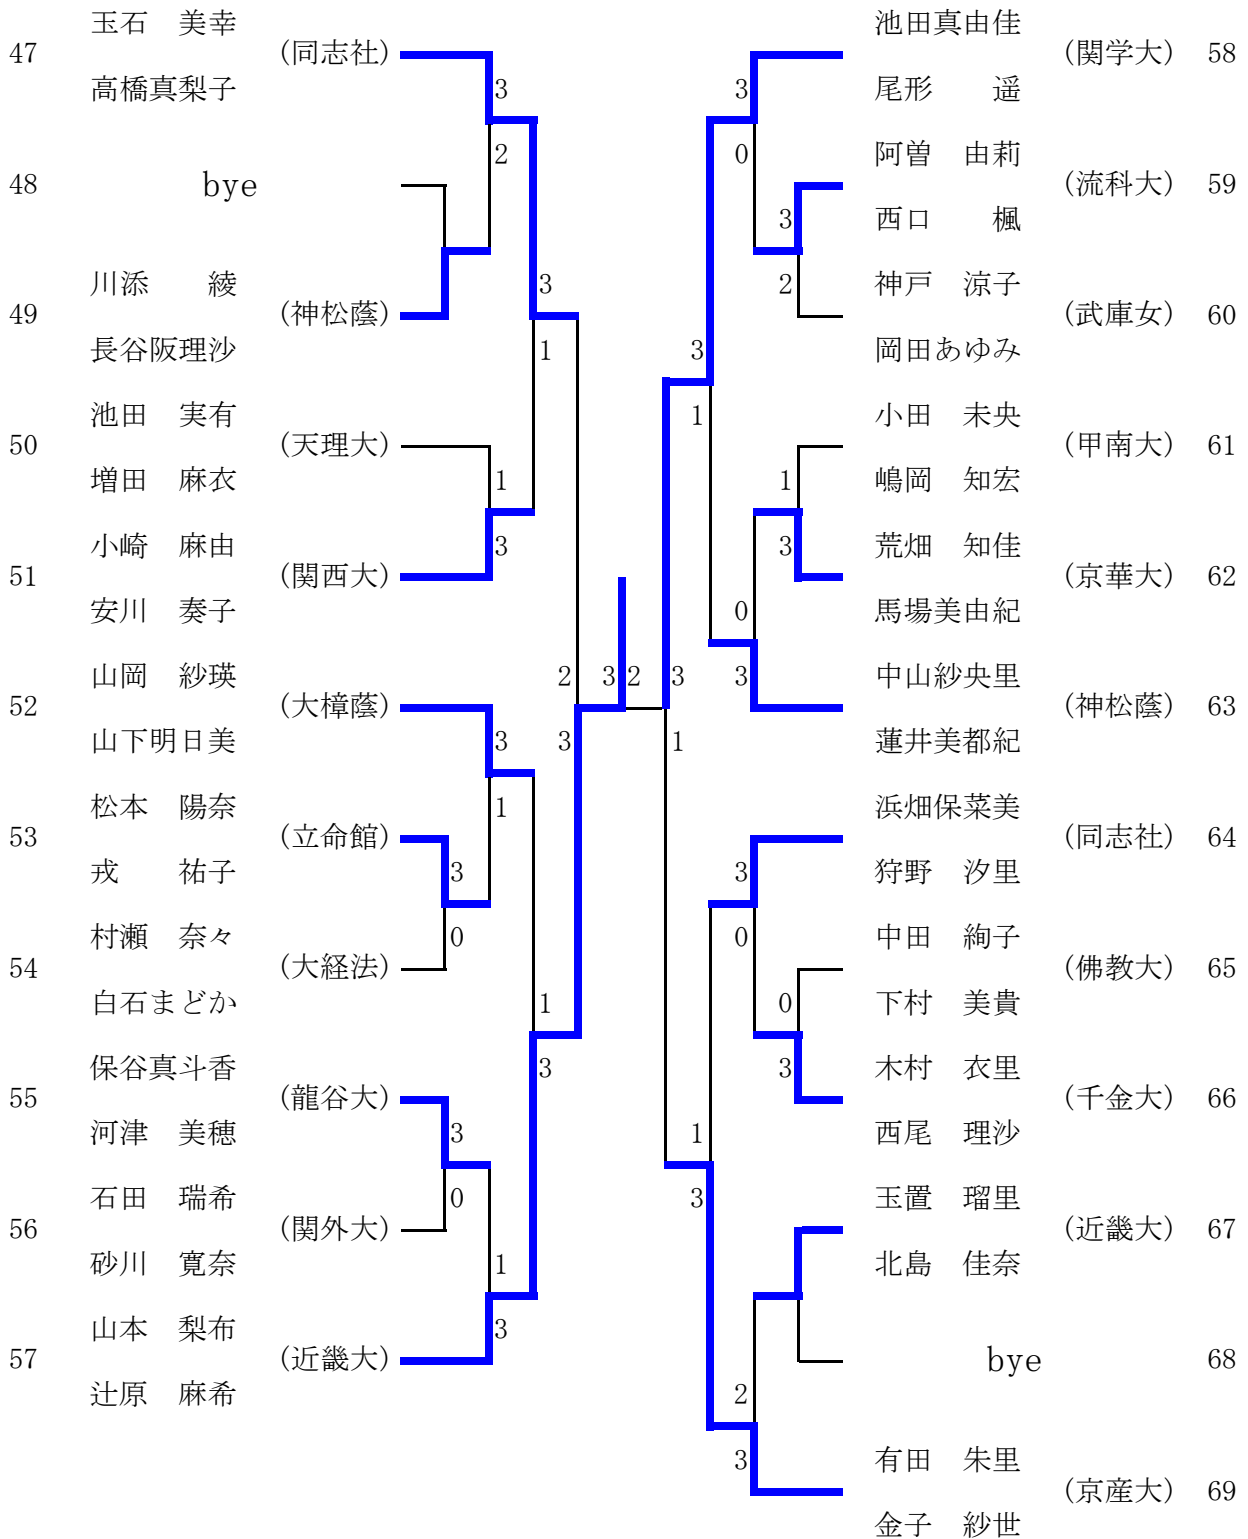 47 玉石　美幸 (同志社)
高橋真梨子
48 bye
49 川添　　綾 (神松蔭)
長谷阪理沙
50 池田　実有 (天理大)
増田　麻衣
51 小崎　麻由 (関西大)
安川　奏子
52 山岡　紗瑛 (大樟蔭)
山下明日美
53 松本　陽奈 (立命館)
戎　　祐子
54 村瀬　奈々 (大経法)
白石まどか
55 保谷真斗香 (龍谷大)
河津　美穂
56 石田　瑞希 (関外大)
砂川　寛奈
57 山本　梨布 (近畿大)
辻原　麻希
3
2
3
1
1
3
2
3
3
1
3
0
1
3
3
0
1
3
3 2
池田真由佳 (関学大) 58
尾形　　遥
阿曽　由莉 (流科大) 59
西口　　楓
神戸　涼子 (武庫女) 60
岡田あゆみ
小田　未央 (甲南大) 61
嶋岡　知宏
荒畑　知佳 (京華大) 62
馬場美由紀
中山紗央里 (神松蔭) 63
蓮井美都紀
浜畑保菜美 (同志社) 64
狩野　汐里
中田　絢子 (佛教大) 65
下村　美貴
木村　衣里 (千金大) 66
西尾　理沙
玉置　瑠里 (近畿大) 67
北島　佳奈
bye 68
有田　朱里 (京産大) 69
金子　紗世
3
0
3
2
3
1
1
3
0
3
3
1
3
0
0
3
1
3
2
3